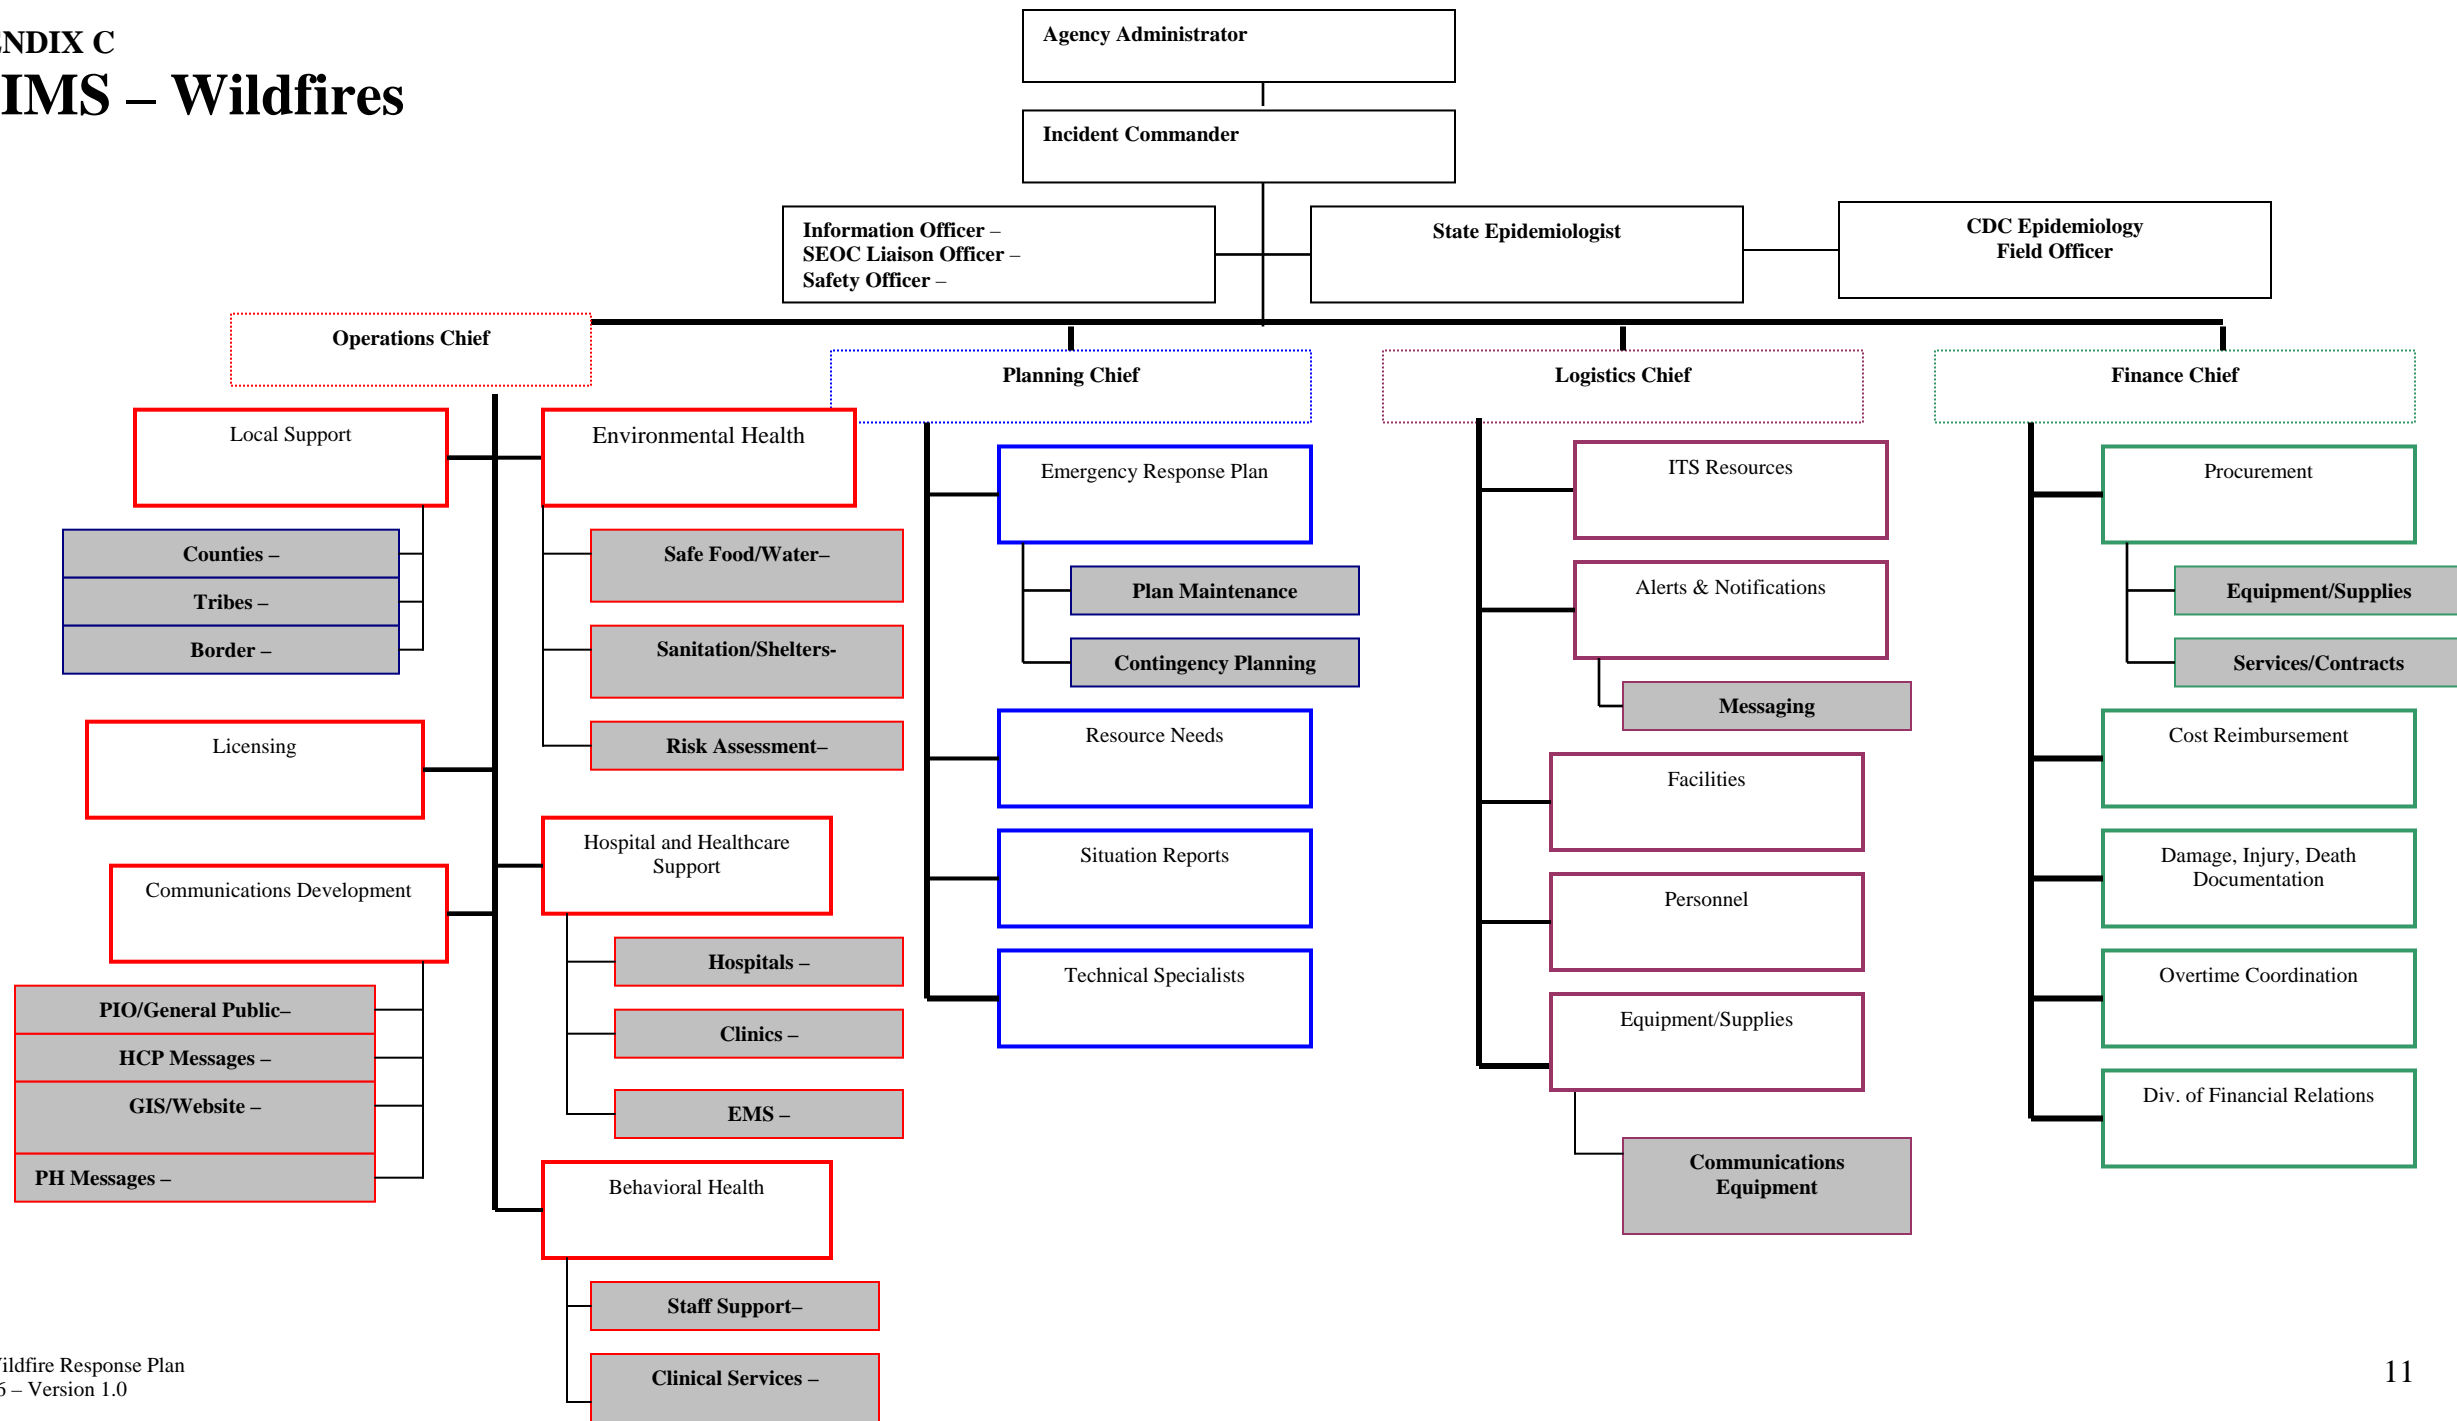 ENDIX C
IMS – Wildfires
Agency Administrator
Incident Commander
Information Officer –
SEOC Liaison Officer –
Safety Officer –
State Epidemiologist
CDC Epidemiology
Field Officer
Operations Chief
Planning Chief
Logistics Chief
Finance Chief
Local Support
Counties –
Tribes –
Border –
Licensing
Communications Development
PIO/General Public–
HCP Messages –
GIS/Website –
PH Messages –
Environmental Health
Safe Food/Water–
Sanitation/Shelters-
Risk Assessment–
Hospital and Healthcare
Support
Hospitals –
Clinics –
EMS –
Behavioral Health
Staff Support–
Clinical Services –
Emergency Response Plan
Plan Maintenance
Contingency Planning
Resource Needs
Situation Reports
Technical Specialists
ITS Resources
Alerts & Notifications
Messaging
Facilities
Personnel
Equipment/Supplies
Communications
Equipment
Procurement
Equipment/Supplies
Services/Contracts
Cost Reimbursement
Damage, Injury, Death
Documentation
Overtime Coordination
Div. of Financial Relations
ildfire Response Plan
6 – Version 1.0
11